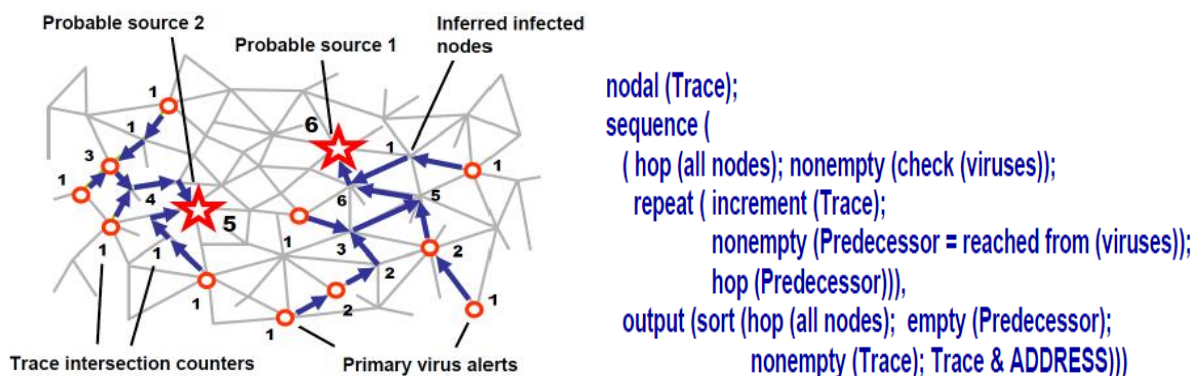 Probable source 2
Probable source 1
Inferred infected
nodes
1
6
1
1
1
3
1
1
4
6
5
5
1
1
1
3
2
2
1
2
1
1
Trace intersection counters
Primary virus alerts
nodal (Trace);
sequence (
( hop (all nodes); nonempty (check (viruses));
repeat ( increment (Trace);
nonempty (Predecessor = reached from (viruses));
hop (Predecessor))),
output (sort (hop (all nodes); empty (Predecessor);
nonempty (Trace); Trace & ADDRESS)))